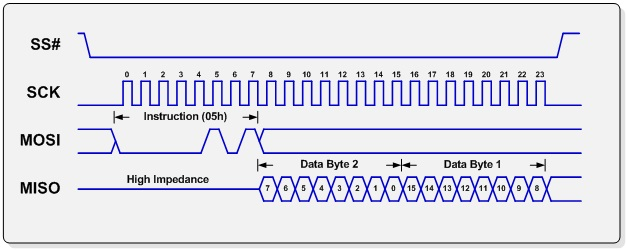 SS#
0 1 2 3 4 5 6 7 8 9 10 11 12 13 14 15 16 17 18 19 20 21 22 23
SCK
Instruction (05h)
MOSI
Data Byte 2 Data Byte 1
High Impedance
MISO
7 6 5 4 3 2 1 0 15 14 13 12 11 10 9 8